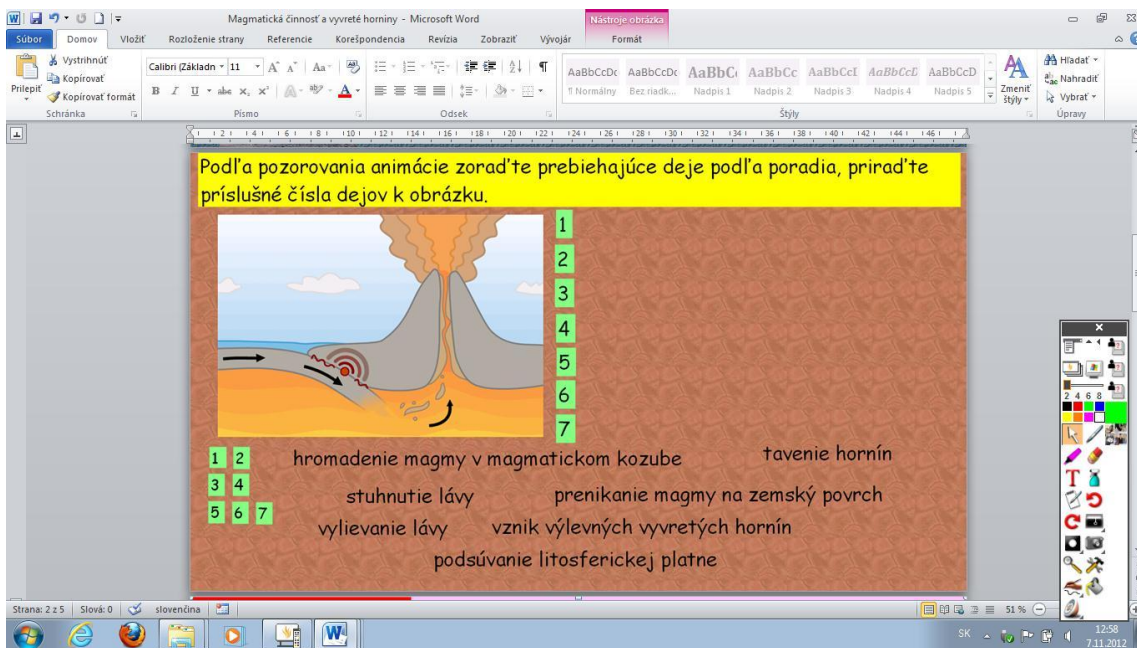 Magmatická činnosť a vyvreté horniny - Microsoft Word
Nástroje obrázka
Súbor Domov Vložiť Rozloženie strany Referencie Korešpondencia Revízia Zobraziť Vývojár Formát
Prilepiť
Vystrihnúť
Kopírovať
Kopírovať formát
Schránka
Calibri (Základn 11
Písmo
Odsek
AaBbCcDc AaBbCcDc AaBbC AaBbCc AaBbCcI AaBbCcL AaBbCcD
¶ Normálny Bez riadk... Nadpis 1 Nadpis 2 Nadpis 3 Nadpis 4 Nadpis 5
Štýly
Zmeniť štýly
Hľadať
Nahradiť
Vybrať
Úpravy
Podľa pozorovania animácie zoraďte prebiehajúce deje podľa poradia, priraďte
príslušné čísla dejov k obrázku.
1
2
3
4
5
6
7
1 2
3 4
5 6 7
hromadenie magmy v magmatickom kozube
tavenie hornín
stuhnutie lávy
prenikanie magmy na zemský povrch
vylievanie lávy
vznik výlevných vyvretých hornín
podsúvanie litosferickej platne
2 4 6 8
Strana: 2 z 5 Slová: 0 slovenčina
51 %
SK
12:58
7.11.2012